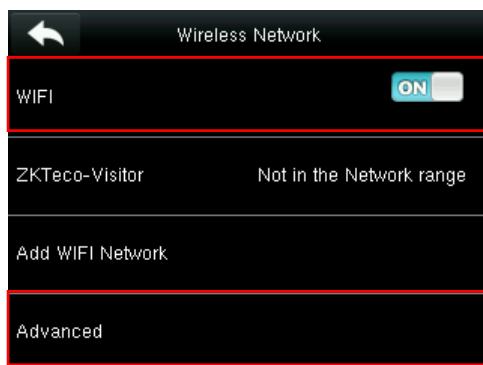 Wireless Network
WIFI ON
ZKTeco-Visitor Not in the Network range
Add WIFI Network
Advanced